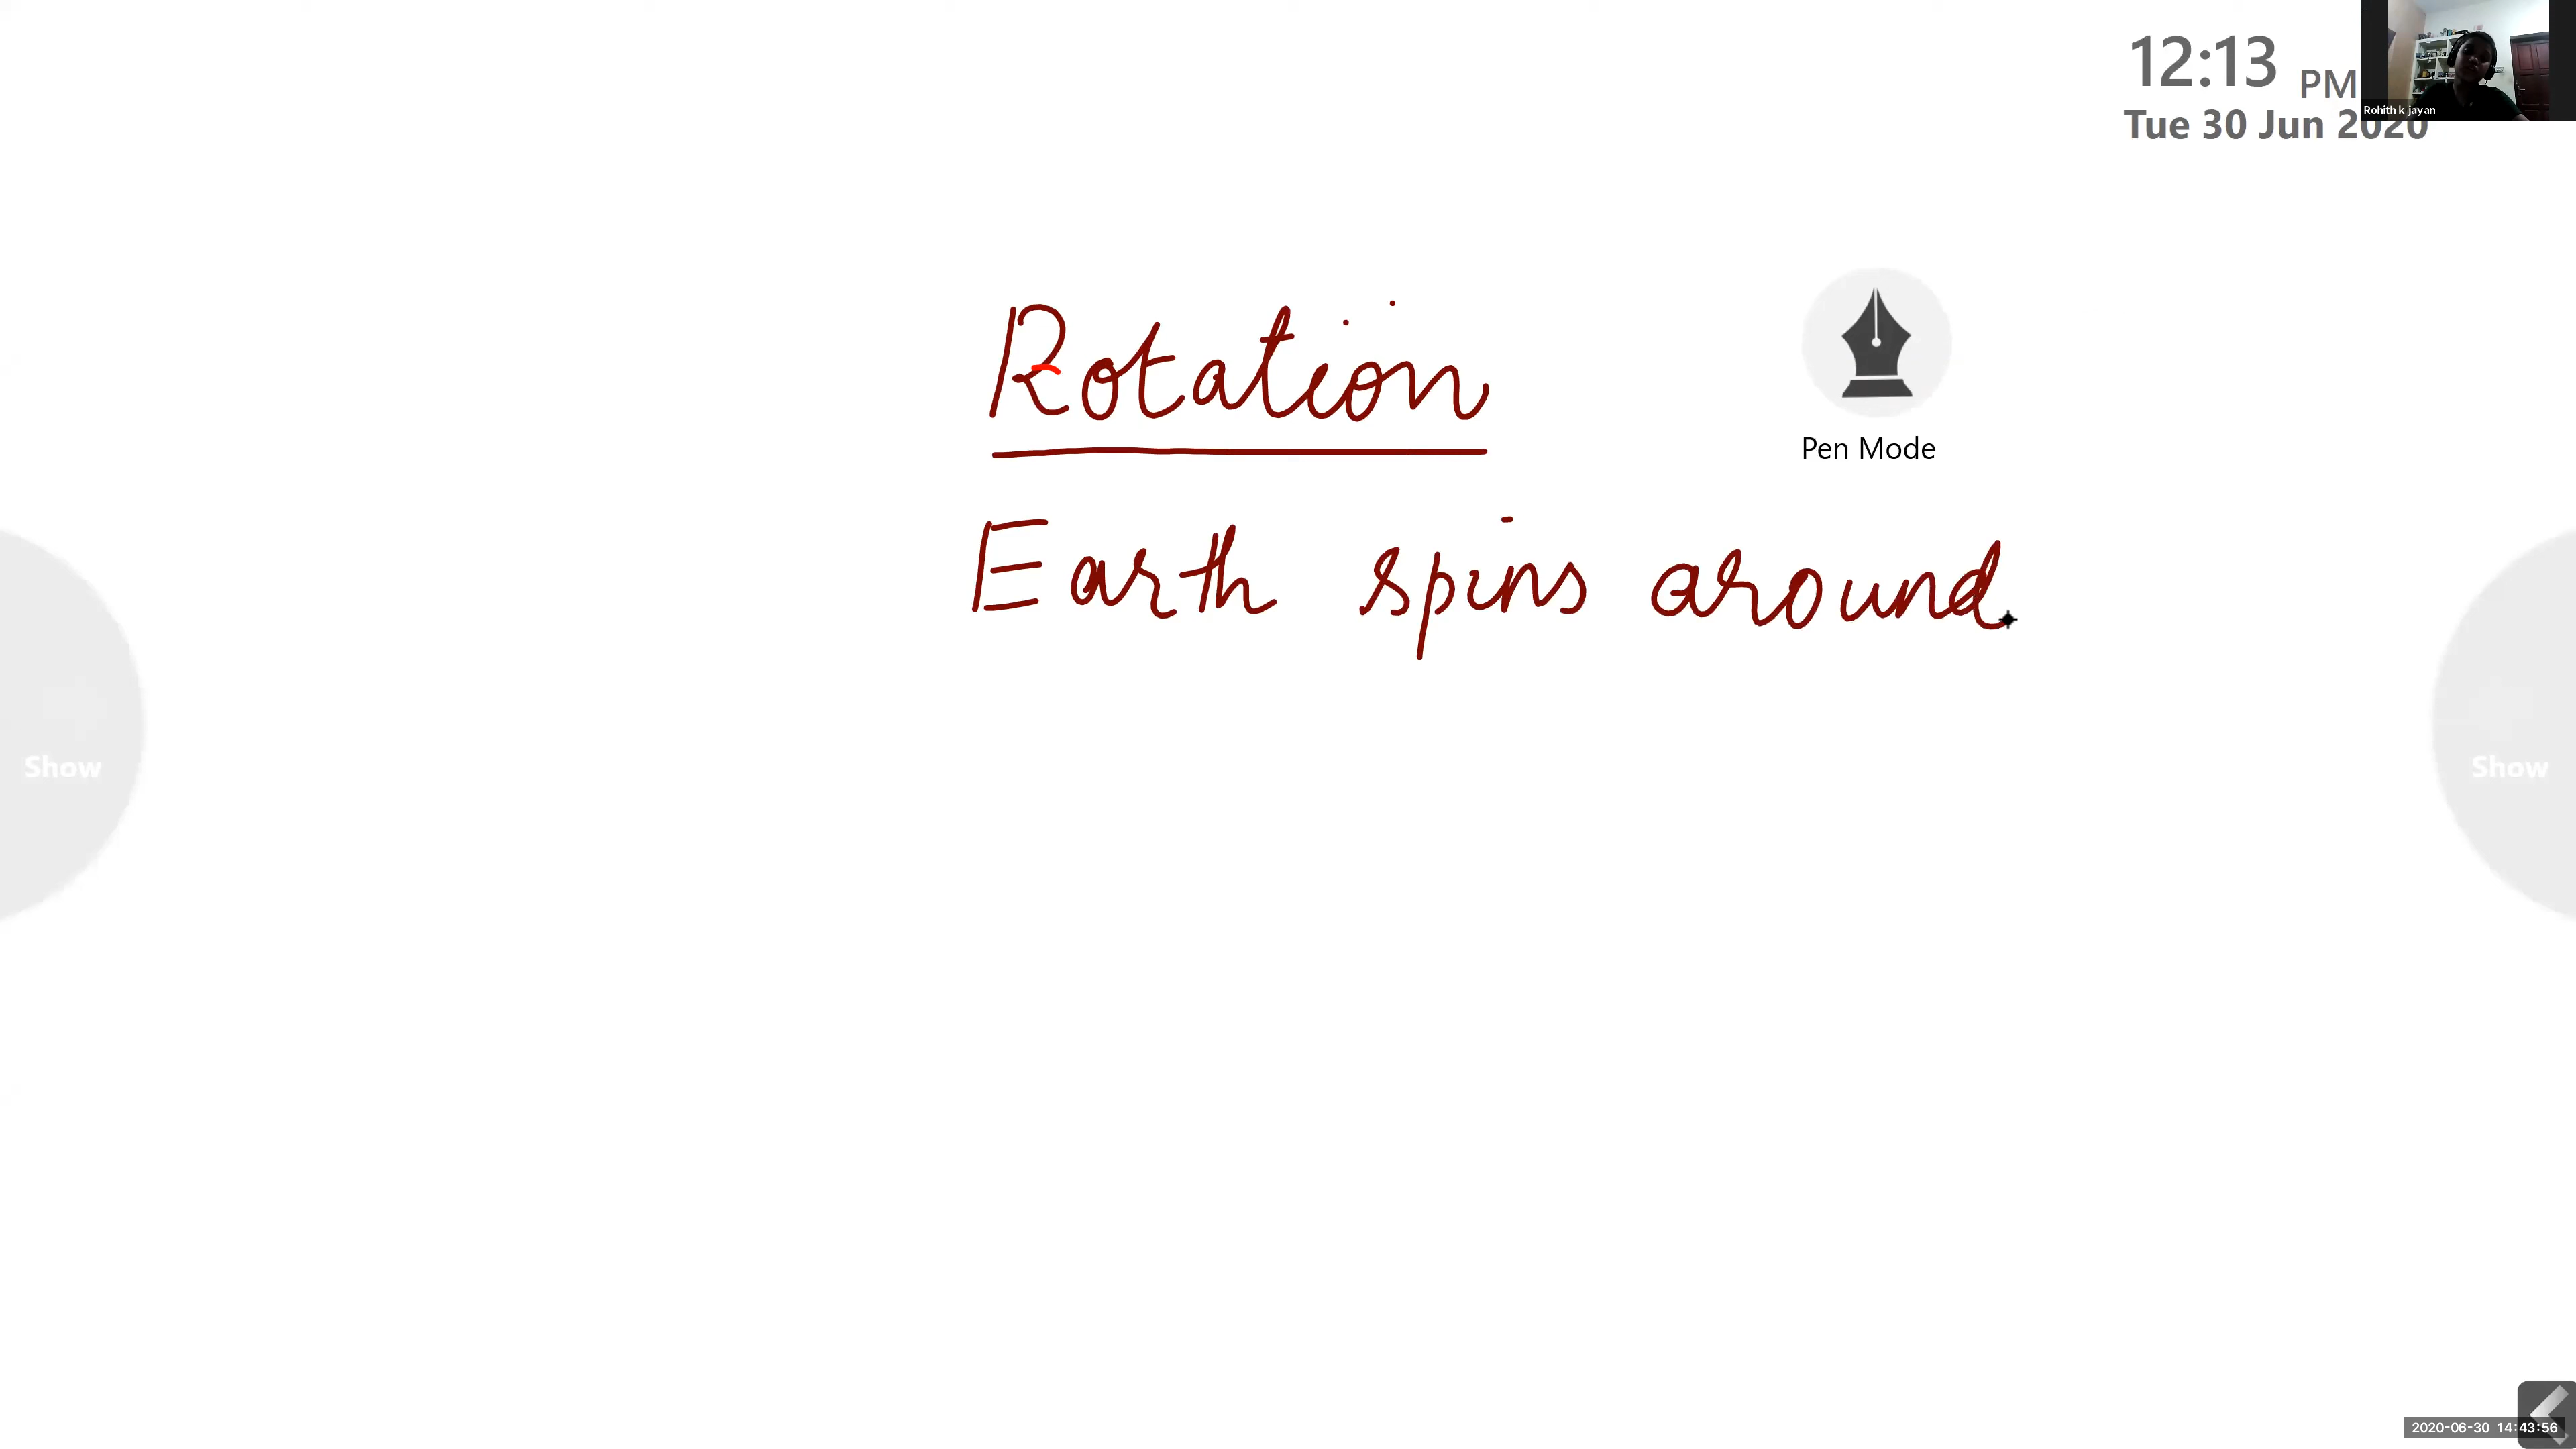 12:13 PM
Tue 30 Jun 2020
Rohith k jayan
Rotation
Pen Mode
Earth spins around
Show
Show
2020-06-30 14:43:56